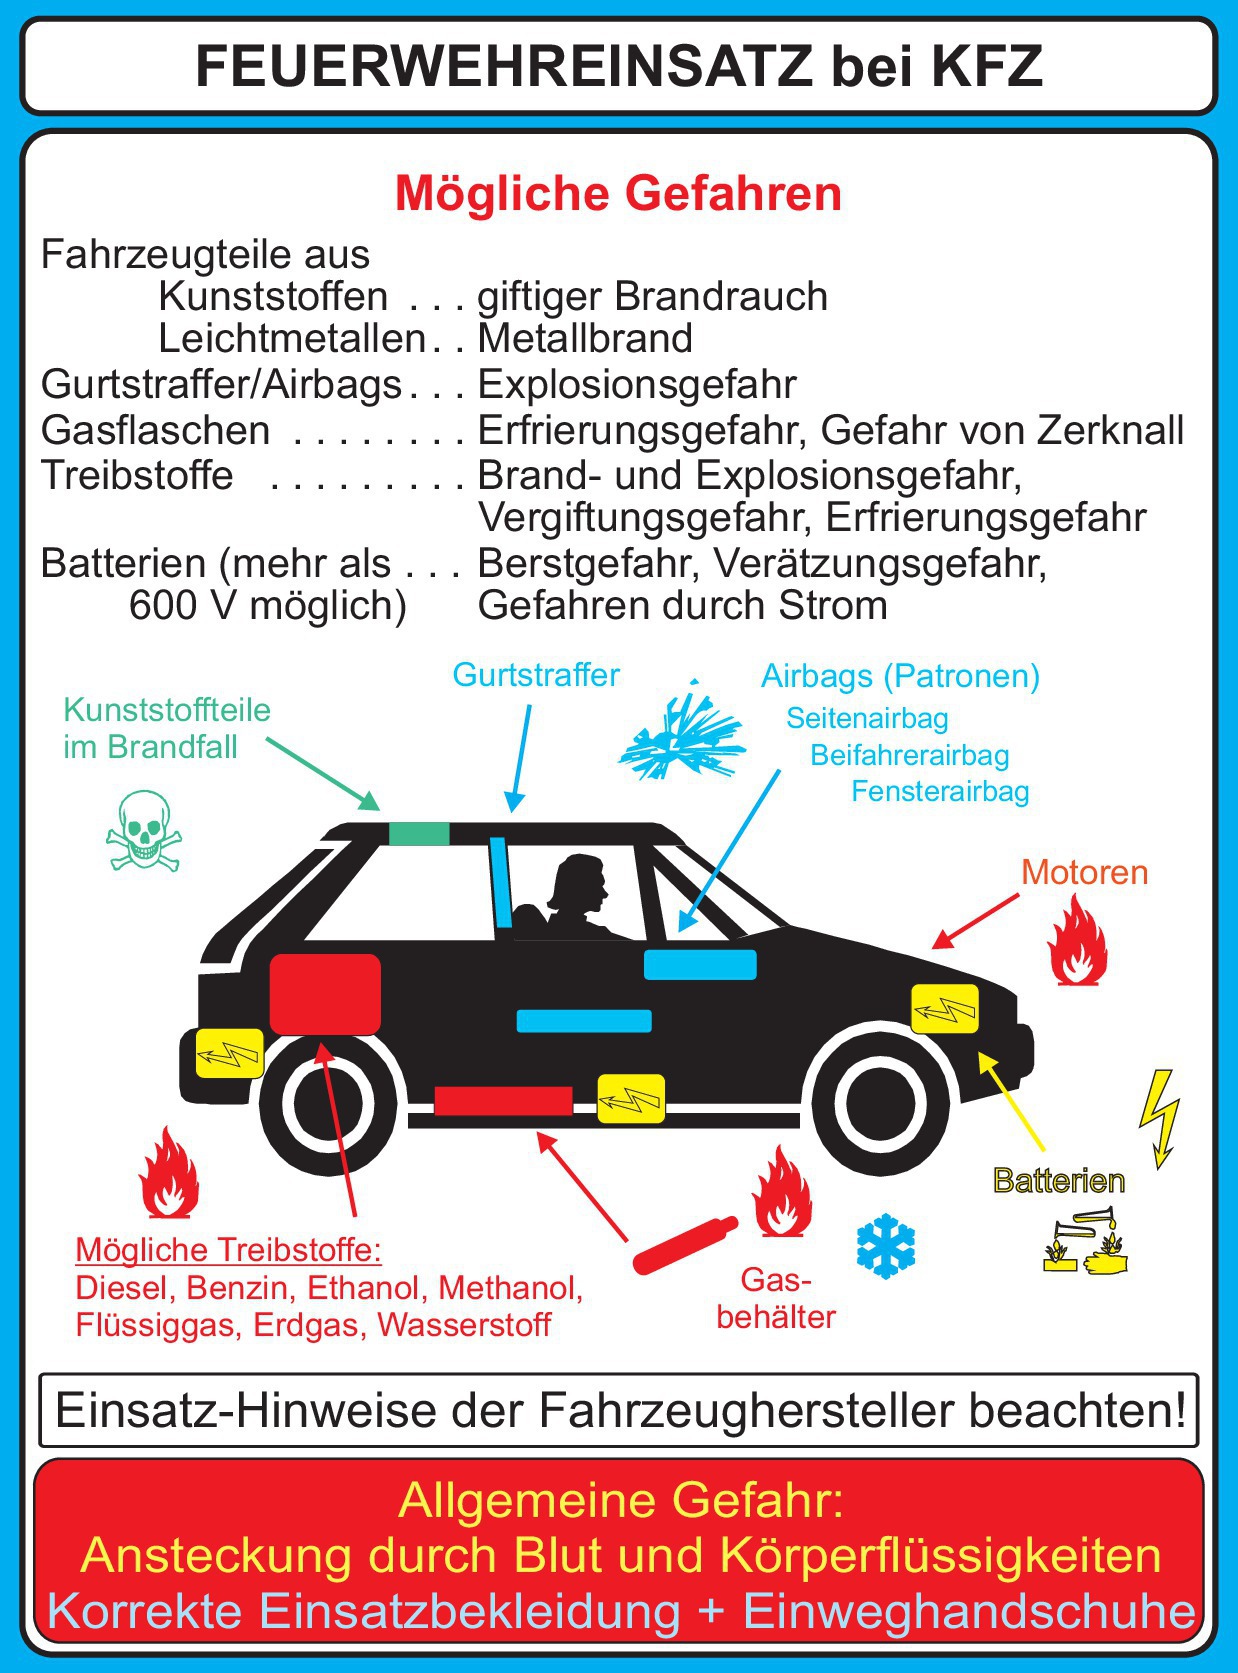 FEUERWEHREINSATZ bei KFZ
Mögliche Gefahren
Fahrzeugteile aus
Kunststoffen . . . giftiger Brandrauch
Leichtmetallen . . Metallbrand
Gurtstraffer/Airbags . . . Explosionsgefahr
Gasflaschen . . . . . . . . Erfrierungsgefahr, Gefahr von Zerknall
Treibstoffe . . . . . . . . . Brand- und Explosionsgefahr,
Vergiftungsgefahr, Erfrierungsgefahr
Batterien (mehr als . . . Berstgefahr, Verätzungsgefahr,
600 V möglich) Gefahren durch Strom
Gurtstraffer
Airbags (Patronen)
Seitenairbag
Beifahrerairbag
Fensterairbag
Kunststoffteile
im Brandfall
Motoren
Batterien
Mögliche Treibstoffe:
Diesel, Benzin, Ethanol, Methanol,
Flüssiggas, Erdgas, Wasserstoff
Gas-
behälter
Einsatz-Hinweise der Fahrzeughersteller beachten!
Allgemeine Gefahr:
Ansteckung durch Blut und Körperflüssigkeiten
Korrekte Einsatzbekleidung + Einweghandschuhe